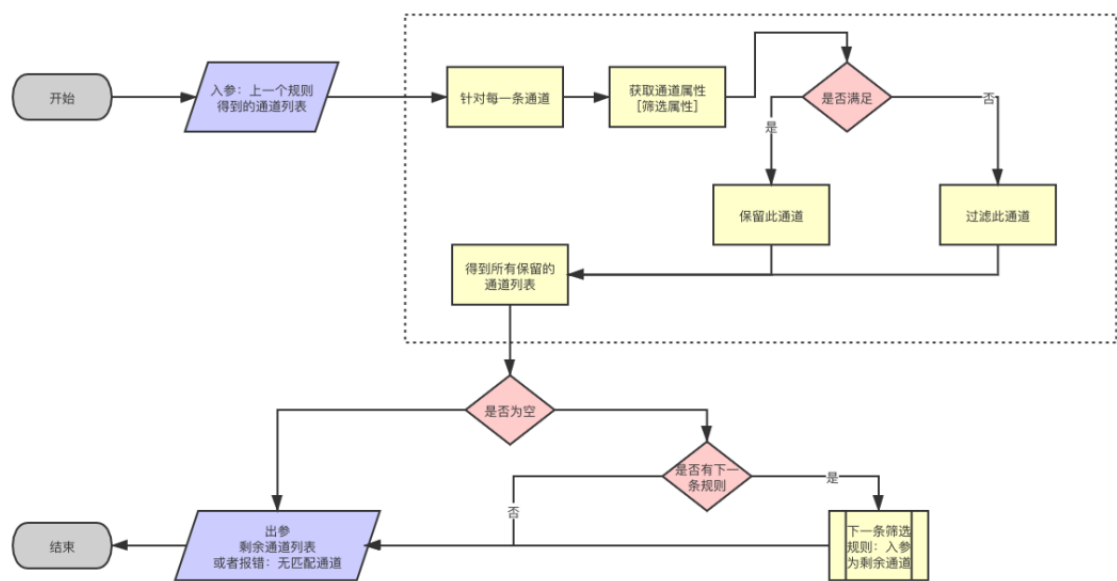 开始
入参：上一个规则
得到的通道列表
针对每一条通道
获取通道属性
[筛选属性]
是否满足
是
否
保留此通道
过滤此通道
得到所有保留的
通道列表
是否为空
是否有下一
条规则
是
否
结束
出参
剩余通道列表
或者报错：无匹配通道
下一条筛选
规则：入参
为剩余通道